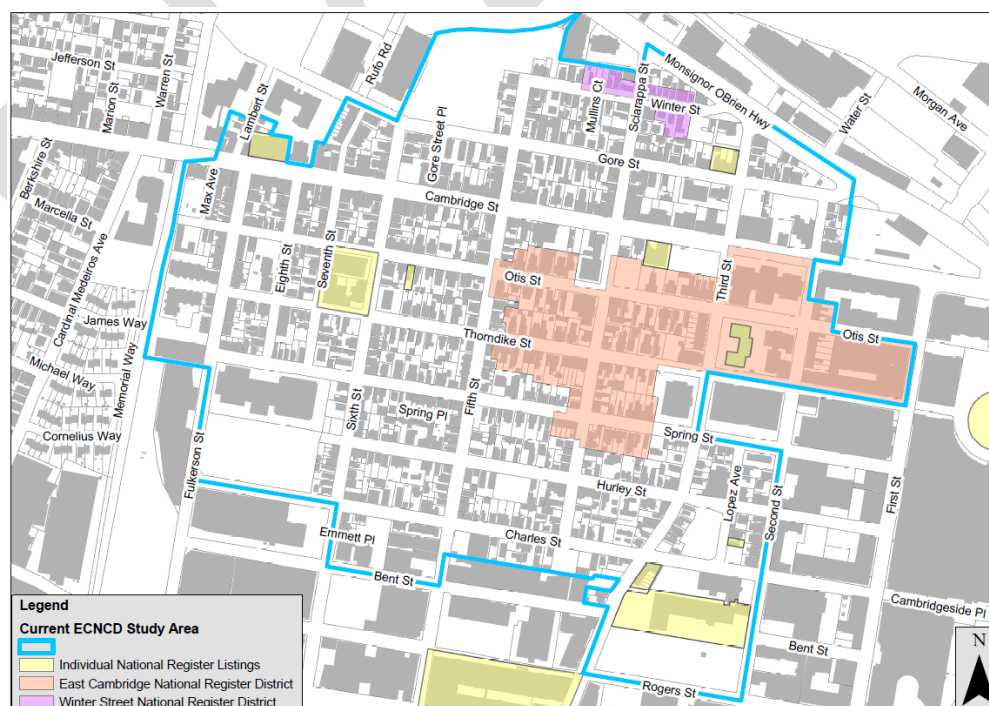 Jefferson St
Marion St
Warren St
Lambert St
Rufo Rd
Gore Street Pl
Mullins Ct
Sciarappa St
Monsignor OBrien Hwy
Winter St
Water St
Morgan Ave
Berkshire St
Gore St
Max Ave
Cambridge St
Marcella St
Cardinal Medeiros Ave
Eighth St
Seventh St
Otis St
Third St
Otis St
James Way
Thorndike St
Michael Way
Memorial Way
Sixth St
Spring Pl
Fifth St
Spring St
Cornelius Way
Fulkerson St
Hurley St
Lopez Ave
Second St
First St
Emmett Pl
Charles St
Bent St
Cambridgeside Pl
Bent St
Rogers St
N
Legend
Current ECNCD Study Area
Individual National Register Listings
East Cambridge National Register District
Winter Street National Register District